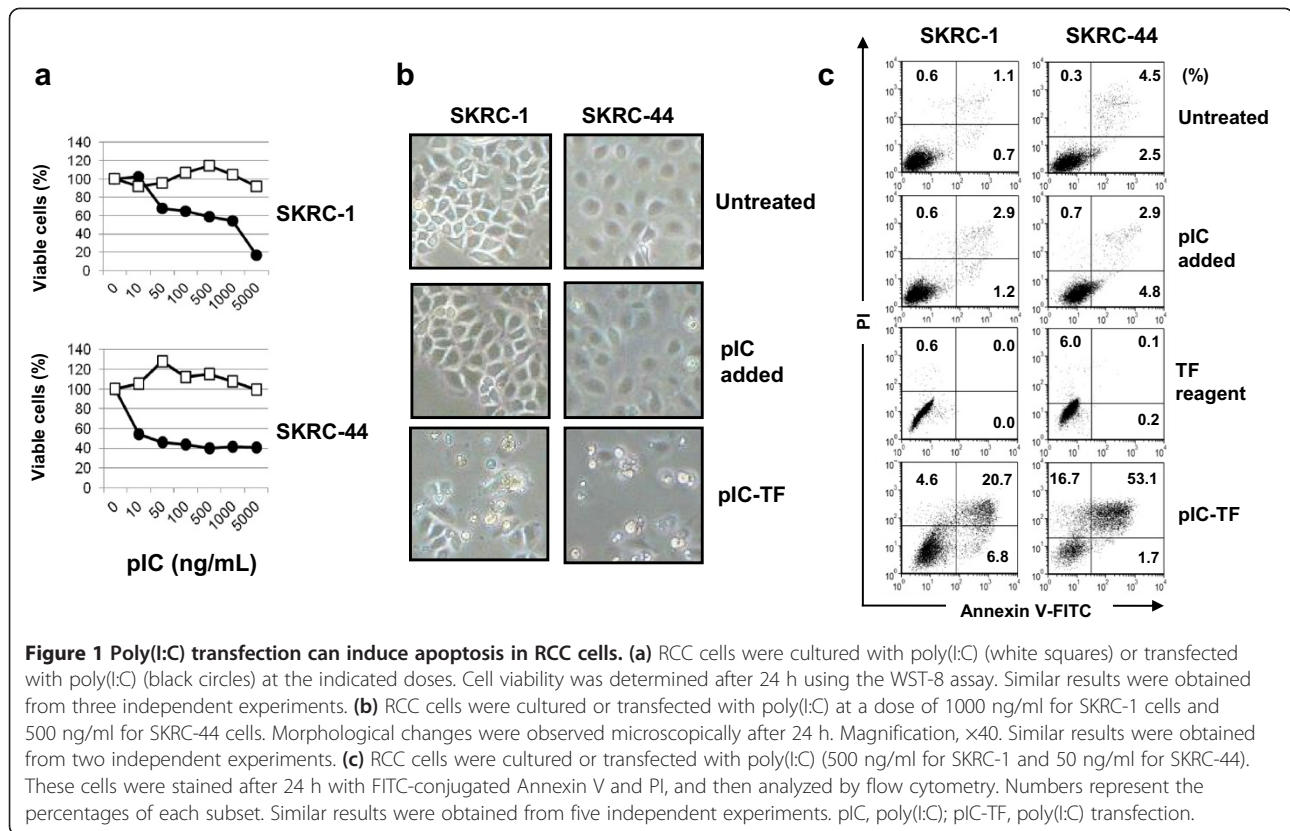 a
140
120
100
80
60
40
20
0
Viable cells (%)
SKRC-1
0 10 50 100 500 1000 5000
140
120
100
80
60
40
20
0
Viable cells (%)
SKRC-44
0 10 50 100 500 1000 5000
pIC (ng/mL)
b
SKRC-1 SKRC-44
Untreated
pIC
added
pIC-TF
c
SKRC-1 SKRC-44
(%)
0.6 1.1
0.7
0.3 4.5
2.5
Untreated
0.6 2.9
1.2
0.7 2.9
4.8
pIC
added
0.6 0.0
0.0
6.0 0.1
0.2
TF
reagent
4.6 20.7
6.8
16.7 53.1
1.7
pIC-TF
10⁰ 10¹ 10² 10³ 10⁴
PI
Annexin V-FITC
Figure 1 Poly(I:C) transfection can induce apoptosis in RCC cells. (a) RCC cells were cultured with poly(I:C) (white squares) or transfected
with poly(I:C) (black circles) at the indicated doses. Cell viability was determined after 24 h using the WST-8 assay. Similar results were obtained
from three independent experiments. (b) RCC cells were cultured or transfected with poly(I:C) at a dose of 1000 ng/ml for SKRC-1 cells and
500 ng/ml for SKRC-44 cells. Morphological changes were observed microscopically after 24 h. Magnification, ×40. Similar results were obtained
from two independent experiments. (c) RCC cells were cultured or transfected with poly(I:C) (500 ng/ml for SKRC-1 and 50 ng/ml for SKRC-44).
These cells were stained after 24 h with FITC-conjugated Annexin V and PI, and then analyzed by flow cytometry. Numbers represent the
percentages of each subset. Similar results were obtained from five independent experiments. pIC, poly(I:C); pIC-TF, poly(I:C) transfection.